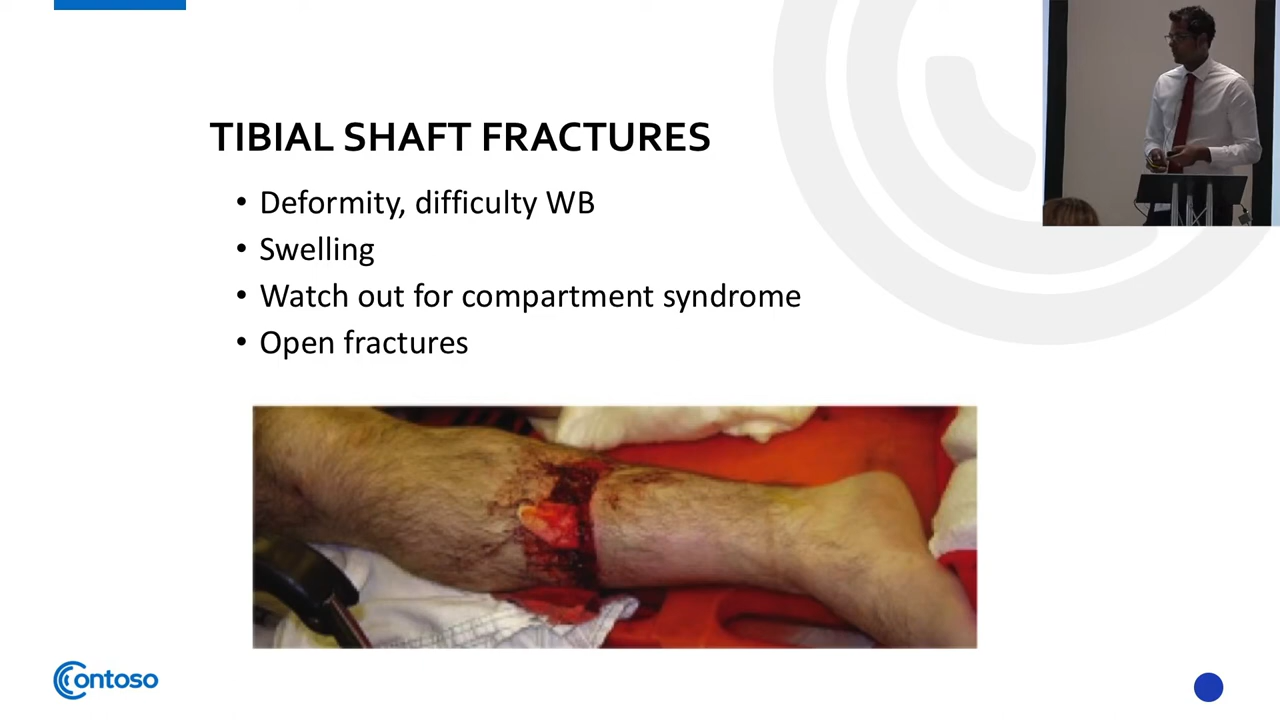 TIBIAL SHAFT FRACTURES
• Deformity, difficulty WB
• Swelling
• Watch out for compartment syndrome
• Open fractures
Contoso